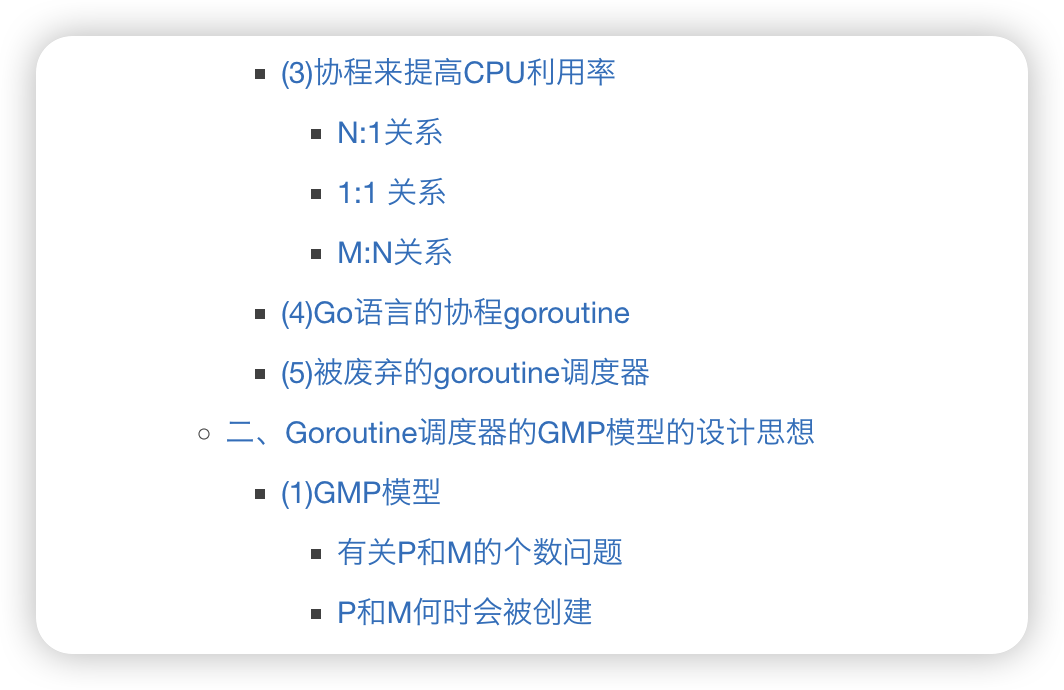 (3)协程来提高CPU利用率
N:1关系
1:1 关系
M:N关系
(4)Go语言的协程goroutine
(5)被废弃的goroutine调度器
二、Goroutine调度器的GMP模型的设计思想
(1)GMP模型
有关P和M的个数问题
P和M何时会被创建